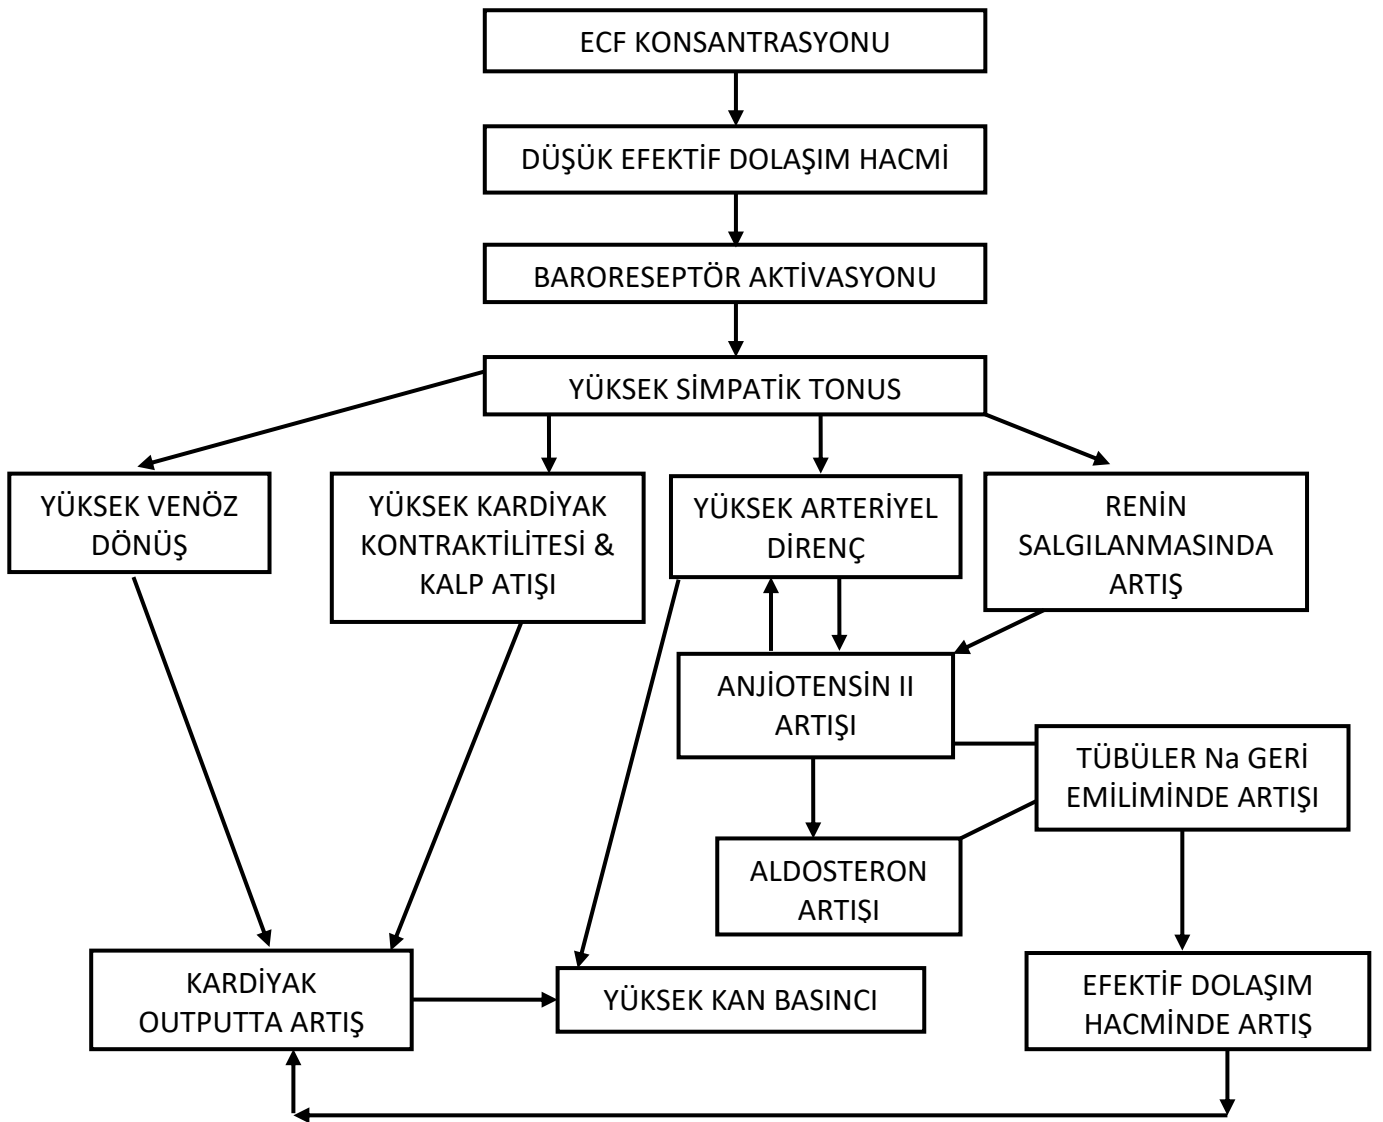 ECF KONSANTRASYONU
DÜŞÜK EFEKTİF DOLAŞIM HACMİ
BARORESEPTÖR AKTİVASYONU
YÜKSEK SİMPATİK TONUS
YÜKSEK VENÖZ
DÖNÜŞ
YÜKSEK KARDİYAK
KONTRAKTİLİTESİ &
KALP ATIŞI
YÜKSEK ARTERİYEL
DİRENÇ
RENİN
SALGILANMASINDA
ARTIŞ
ANJİOTENSİN II
ARTIŞI
TÜBÜLER Na GERİ
EMİLİMİNDE ARTIŞI
ALDOSTERON
ARTIŞI
KARDİYAK
OUTPUTTA ARTIŞ
YÜKSEK KAN BASINCI
EFEKTİF DOLAŞIM
HACMİNDE ARTIŞ